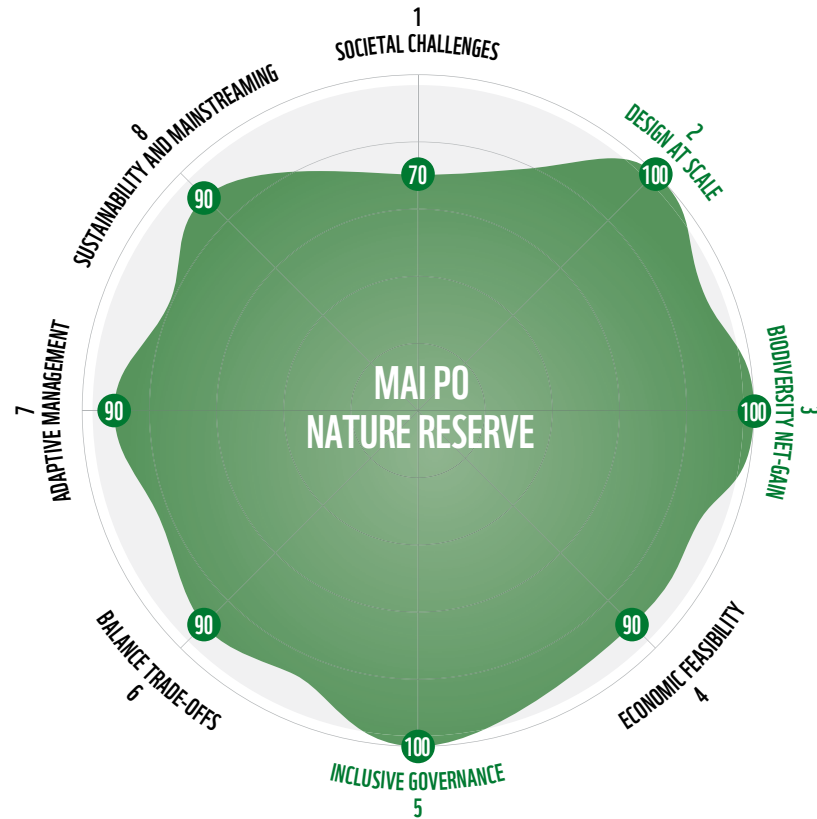 1
SOCIETAL CHALLENGES
70
2
DESIGN AT SCALE
100
3
BIODIVERSITY NET-GAIN
100
4
ECONOMIC FEASIBILITY
90
5
INCLUSIVE GOVERNANCE
100
6
BALANCE TRADE-OFFS
90
7
ADAPTIVE MANAGEMENT
90
8
SUSTAINABILITY AND MAINSTREAMING
90
MAI PO
NATURE RESERVE